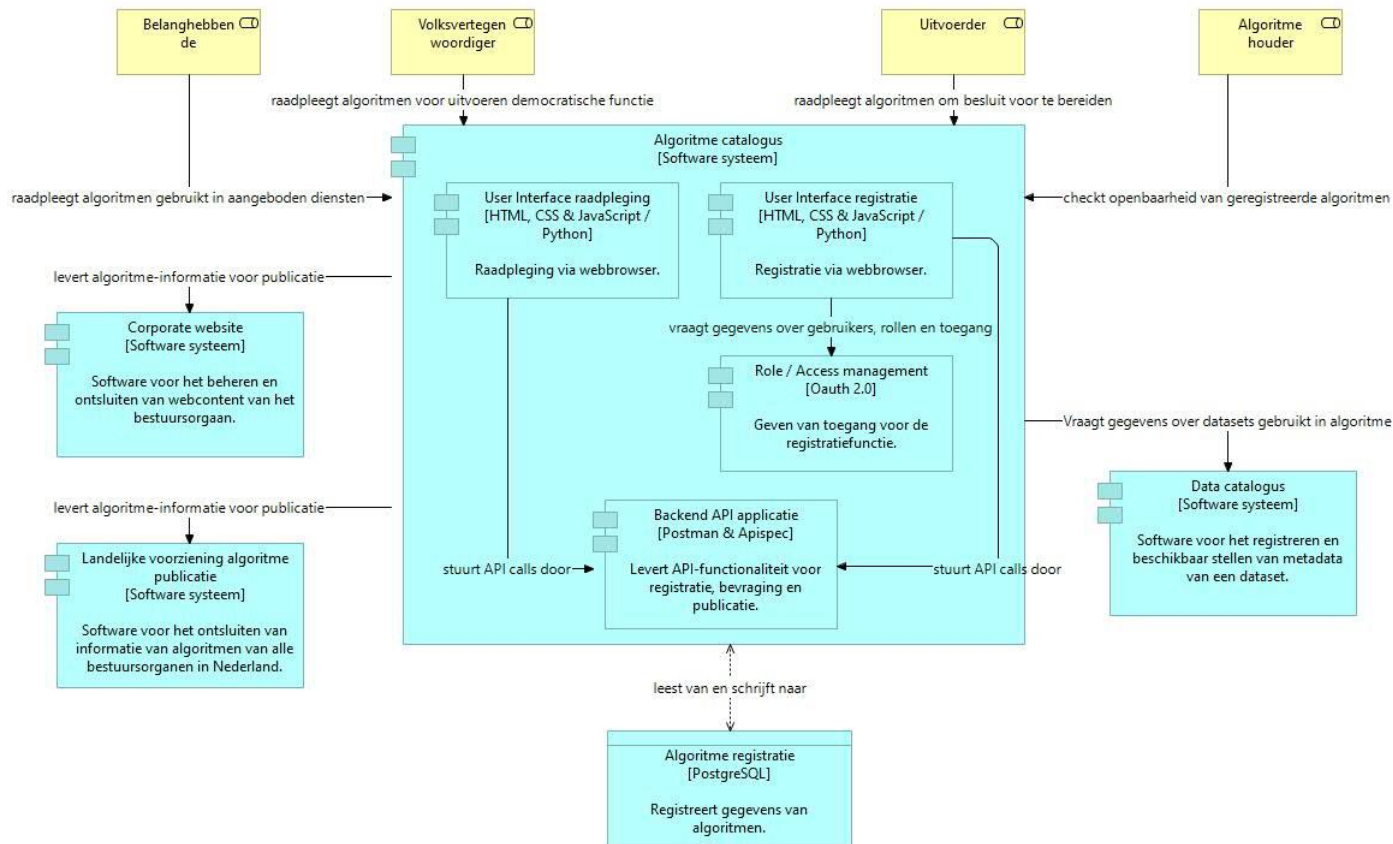 Belanghebben
de
Volksvertegen
woordiger
Uitvoerder
Algoritme
houder
raadpleegt algoritmen voor uitvoeren democratische functie
raadpleegt algoritmen om besluit voor te bereiden
Algoritme catalogus
[Software systeem]
raadpleegt algoritmen gebruikt in aangeboden diensten
checkt openbaarheid van geregistreerde algoritmen
User Interface raadpleging
[HTML, CSS & JavaScript /
Python]
Raadpleging via webbrowser.
User Interface registratie
[HTML, CSS & JavaScript /
Python]
Registratie via webbrowser.
levert algoritme-informatie voor publicatie
Corporate website
[Software systeem]
Software voor het beheren en
ontsluiten van webcontent van het
bestuursorgaan.
vraagt gegevens over gebruikers, rollen en toegang
Role / Access management
[Oauth 2.0]
Geven van toegang voor de
registratiefunctie.
Vraagt gegevens over datasets gebruikt in algoritme
Data catalogus
[Software systeem]
Software voor het registreren en
beschikbaar stellen van metadata
van een dataset.
levert algoritme-informatie voor publicatie
Landelijke voorziening algoritme
publicatie
[Software systeem]
Software voor het ontsluiten van
informatie van algoritmen van alle
bestuursorganen in Nederland.
stuurt API calls door
Backend API applicatie
[Postman & Apispec]
Levert API-functionaliteit voor
registratie, bevraging en
publicatie.
stuurt API calls door
leest van en schrijft naar
Algoritme registratie
[PostgreSQL]
Registreert gegevens van
algoritmen.